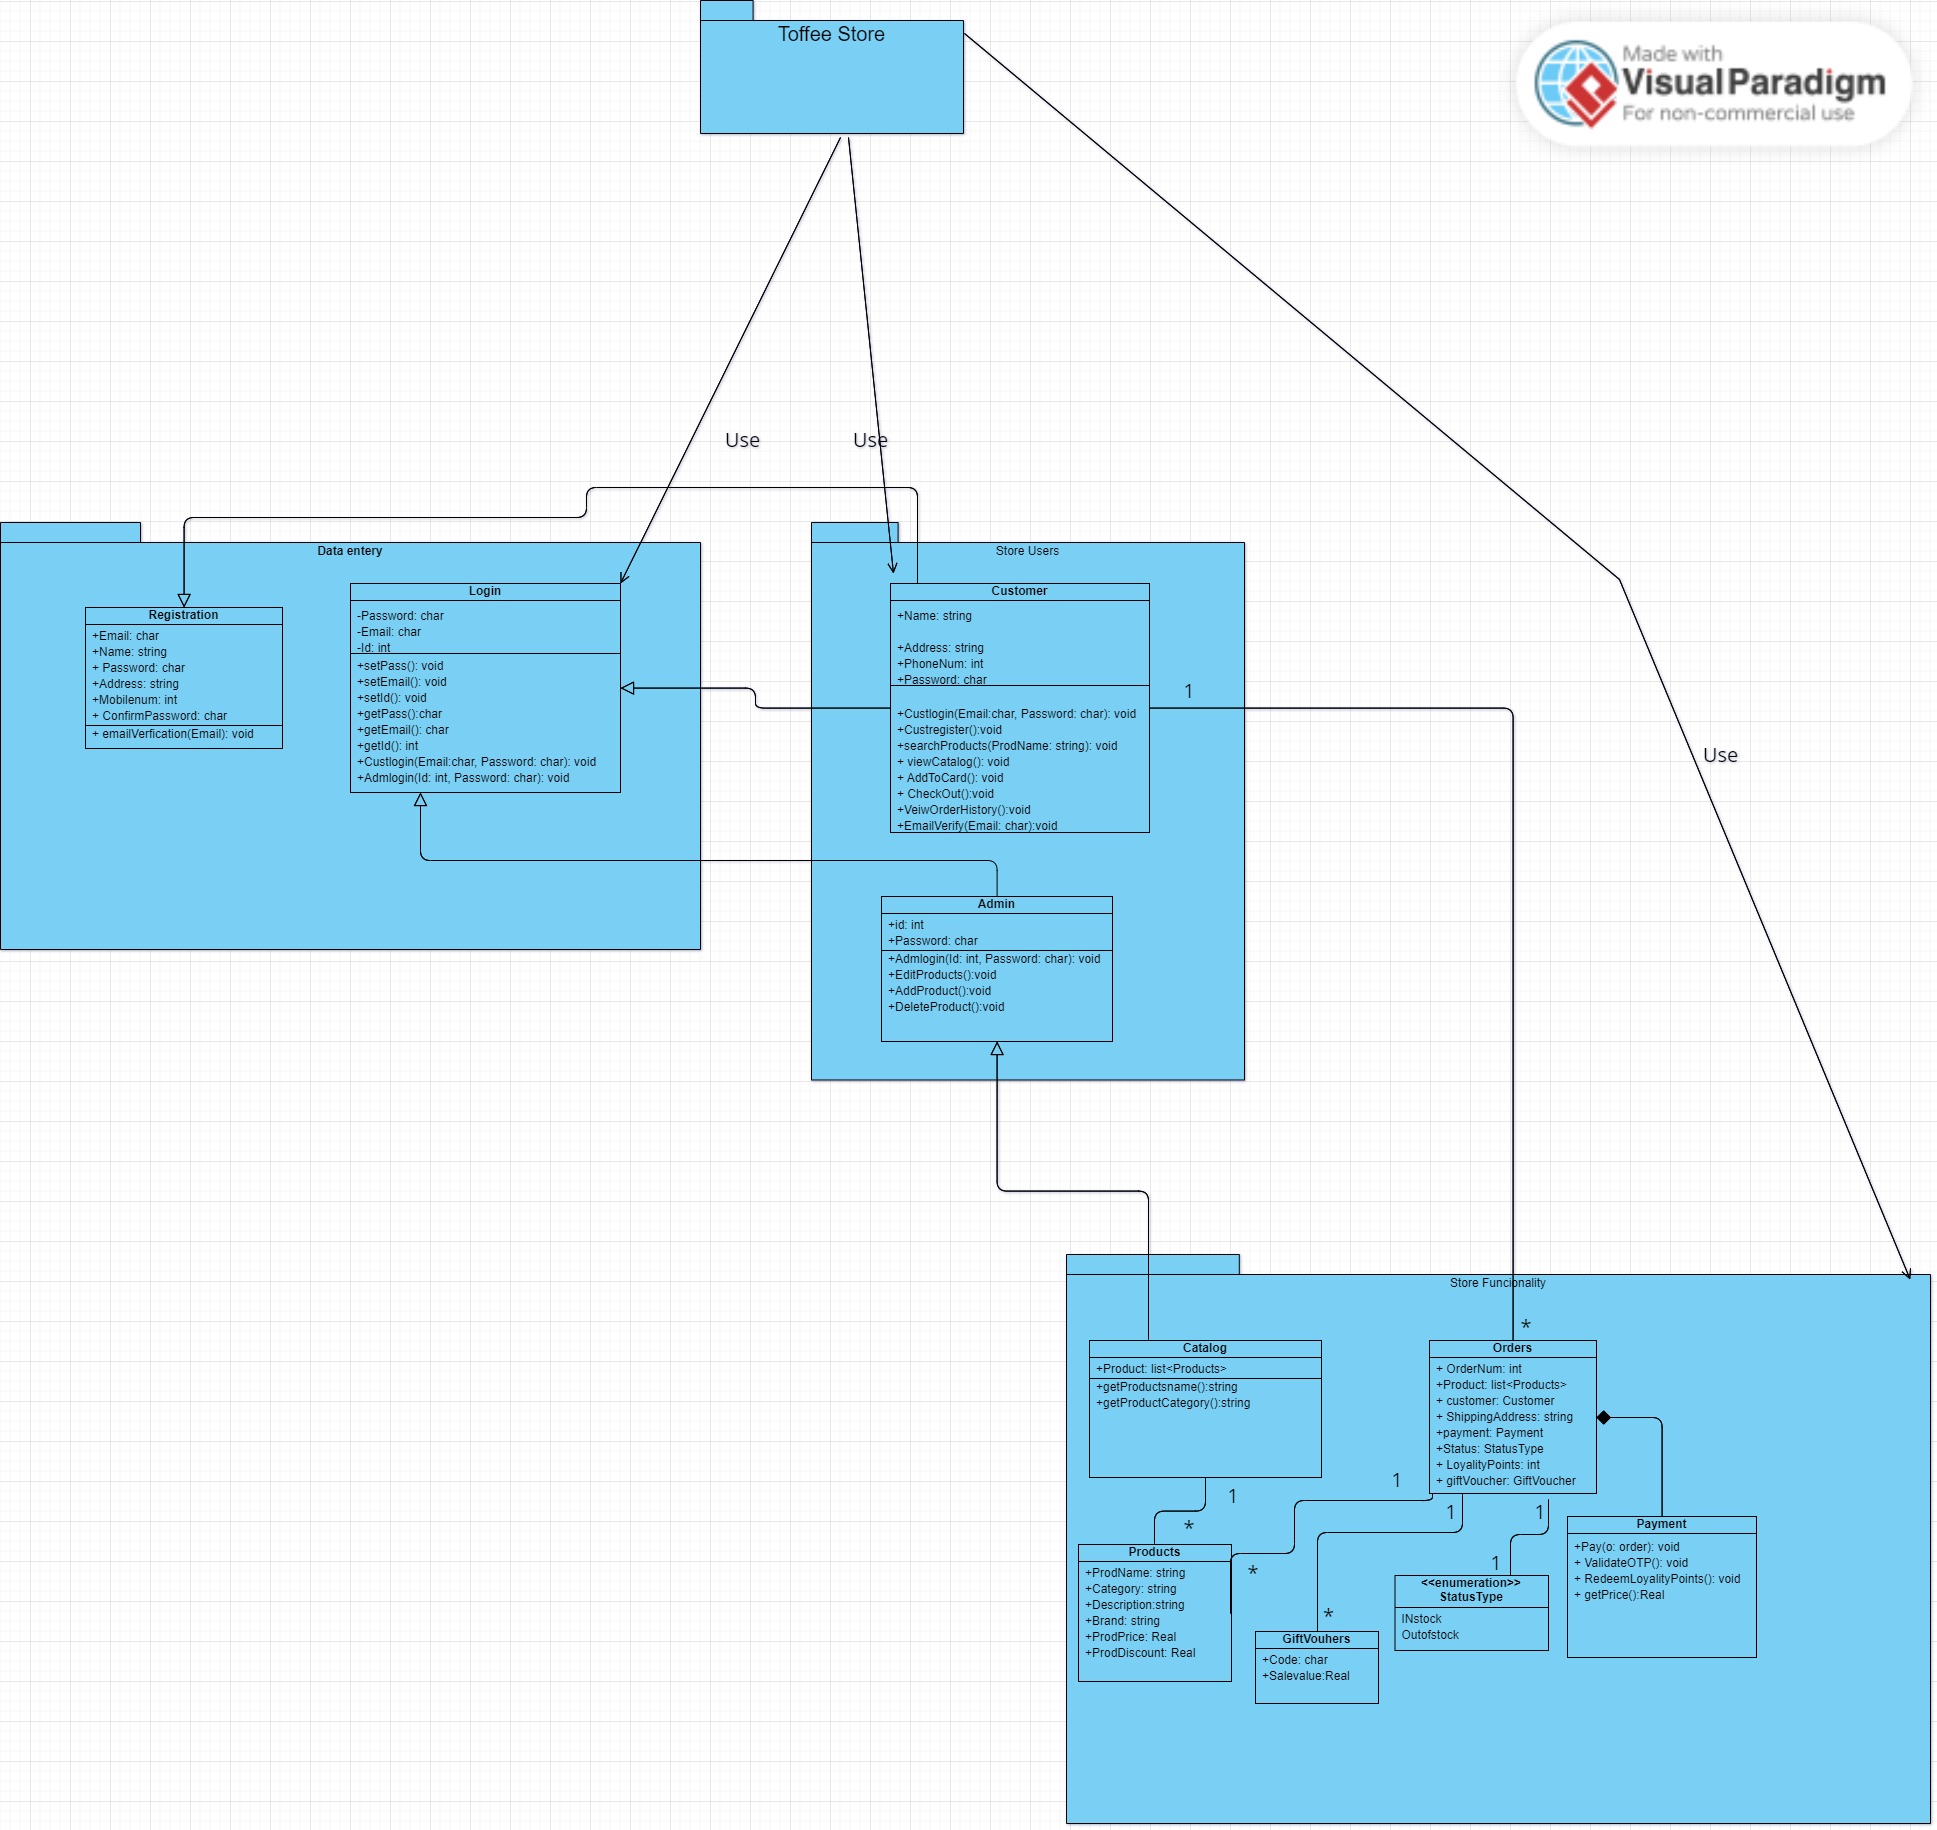 Toffee Store
Made with
Visual Paradigm
For non-commercial use
Use
Use
Use
Data entery
Registration
+Email: char
+Name: string
+ Password: char
+Address: string
+Mobilenum: int
+ ConfirmPassword: char
+ emailVerfication(Email): void
Login
-Password: char
-Email: char
-Id: int
+setPass(): void
+setEmail(): void
+setId(): void
+getPass():char
+getEmail(): char
+getId(): int
+Custlogin(Email:char, Password: char): void
+Admlogin(Id: int, Password: char): void
Store Users
Customer
+Name: string
+Address: string
+PhoneNum: int
+Password: char
+Custlogin(Email:char, Password: char): void
+Custregister():void
+searchProducts(ProdName: string): void
+ viewCatalog(): void
+ AddToCard(): void
+ CheckOut():void
+VeiwOrderHistory():void
+EmailVerify(Email: char):void
1
Admin
+id: int
+Password: char
+Admlogin(Id: int, Password: char): void
+EditProducts():void
+AddProduct():void
+DeleteProduct():void
Store Funcionality
*
Catalog
+Product: list<Products>
+getProductsname():string
+getProductCategory():string
Orders
+ OrderNum: int
+Product: list<Products>
+ customer: Customer
+ ShippingAddress: string
+payment: Payment
+Status: StatusType
+ LoyalityPoints: int
+ giftVoucher: GiftVoucher
1
*
1
*
1
*
1
1
Products
+ProdName: string
+Category: string
+Description:string
+Brand: string
+ProdPrice: Real
+ProdDiscount: Real
GiftVouhers
+Code: char
+Salevalue:Real
<<enumeration>>
StatusType
INstock
Outofstock
Payment
+Pay(o: order): void
+ ValidateOTP(): void
+ RedeemLoyalityPoints(): void
+ getPrice():Real